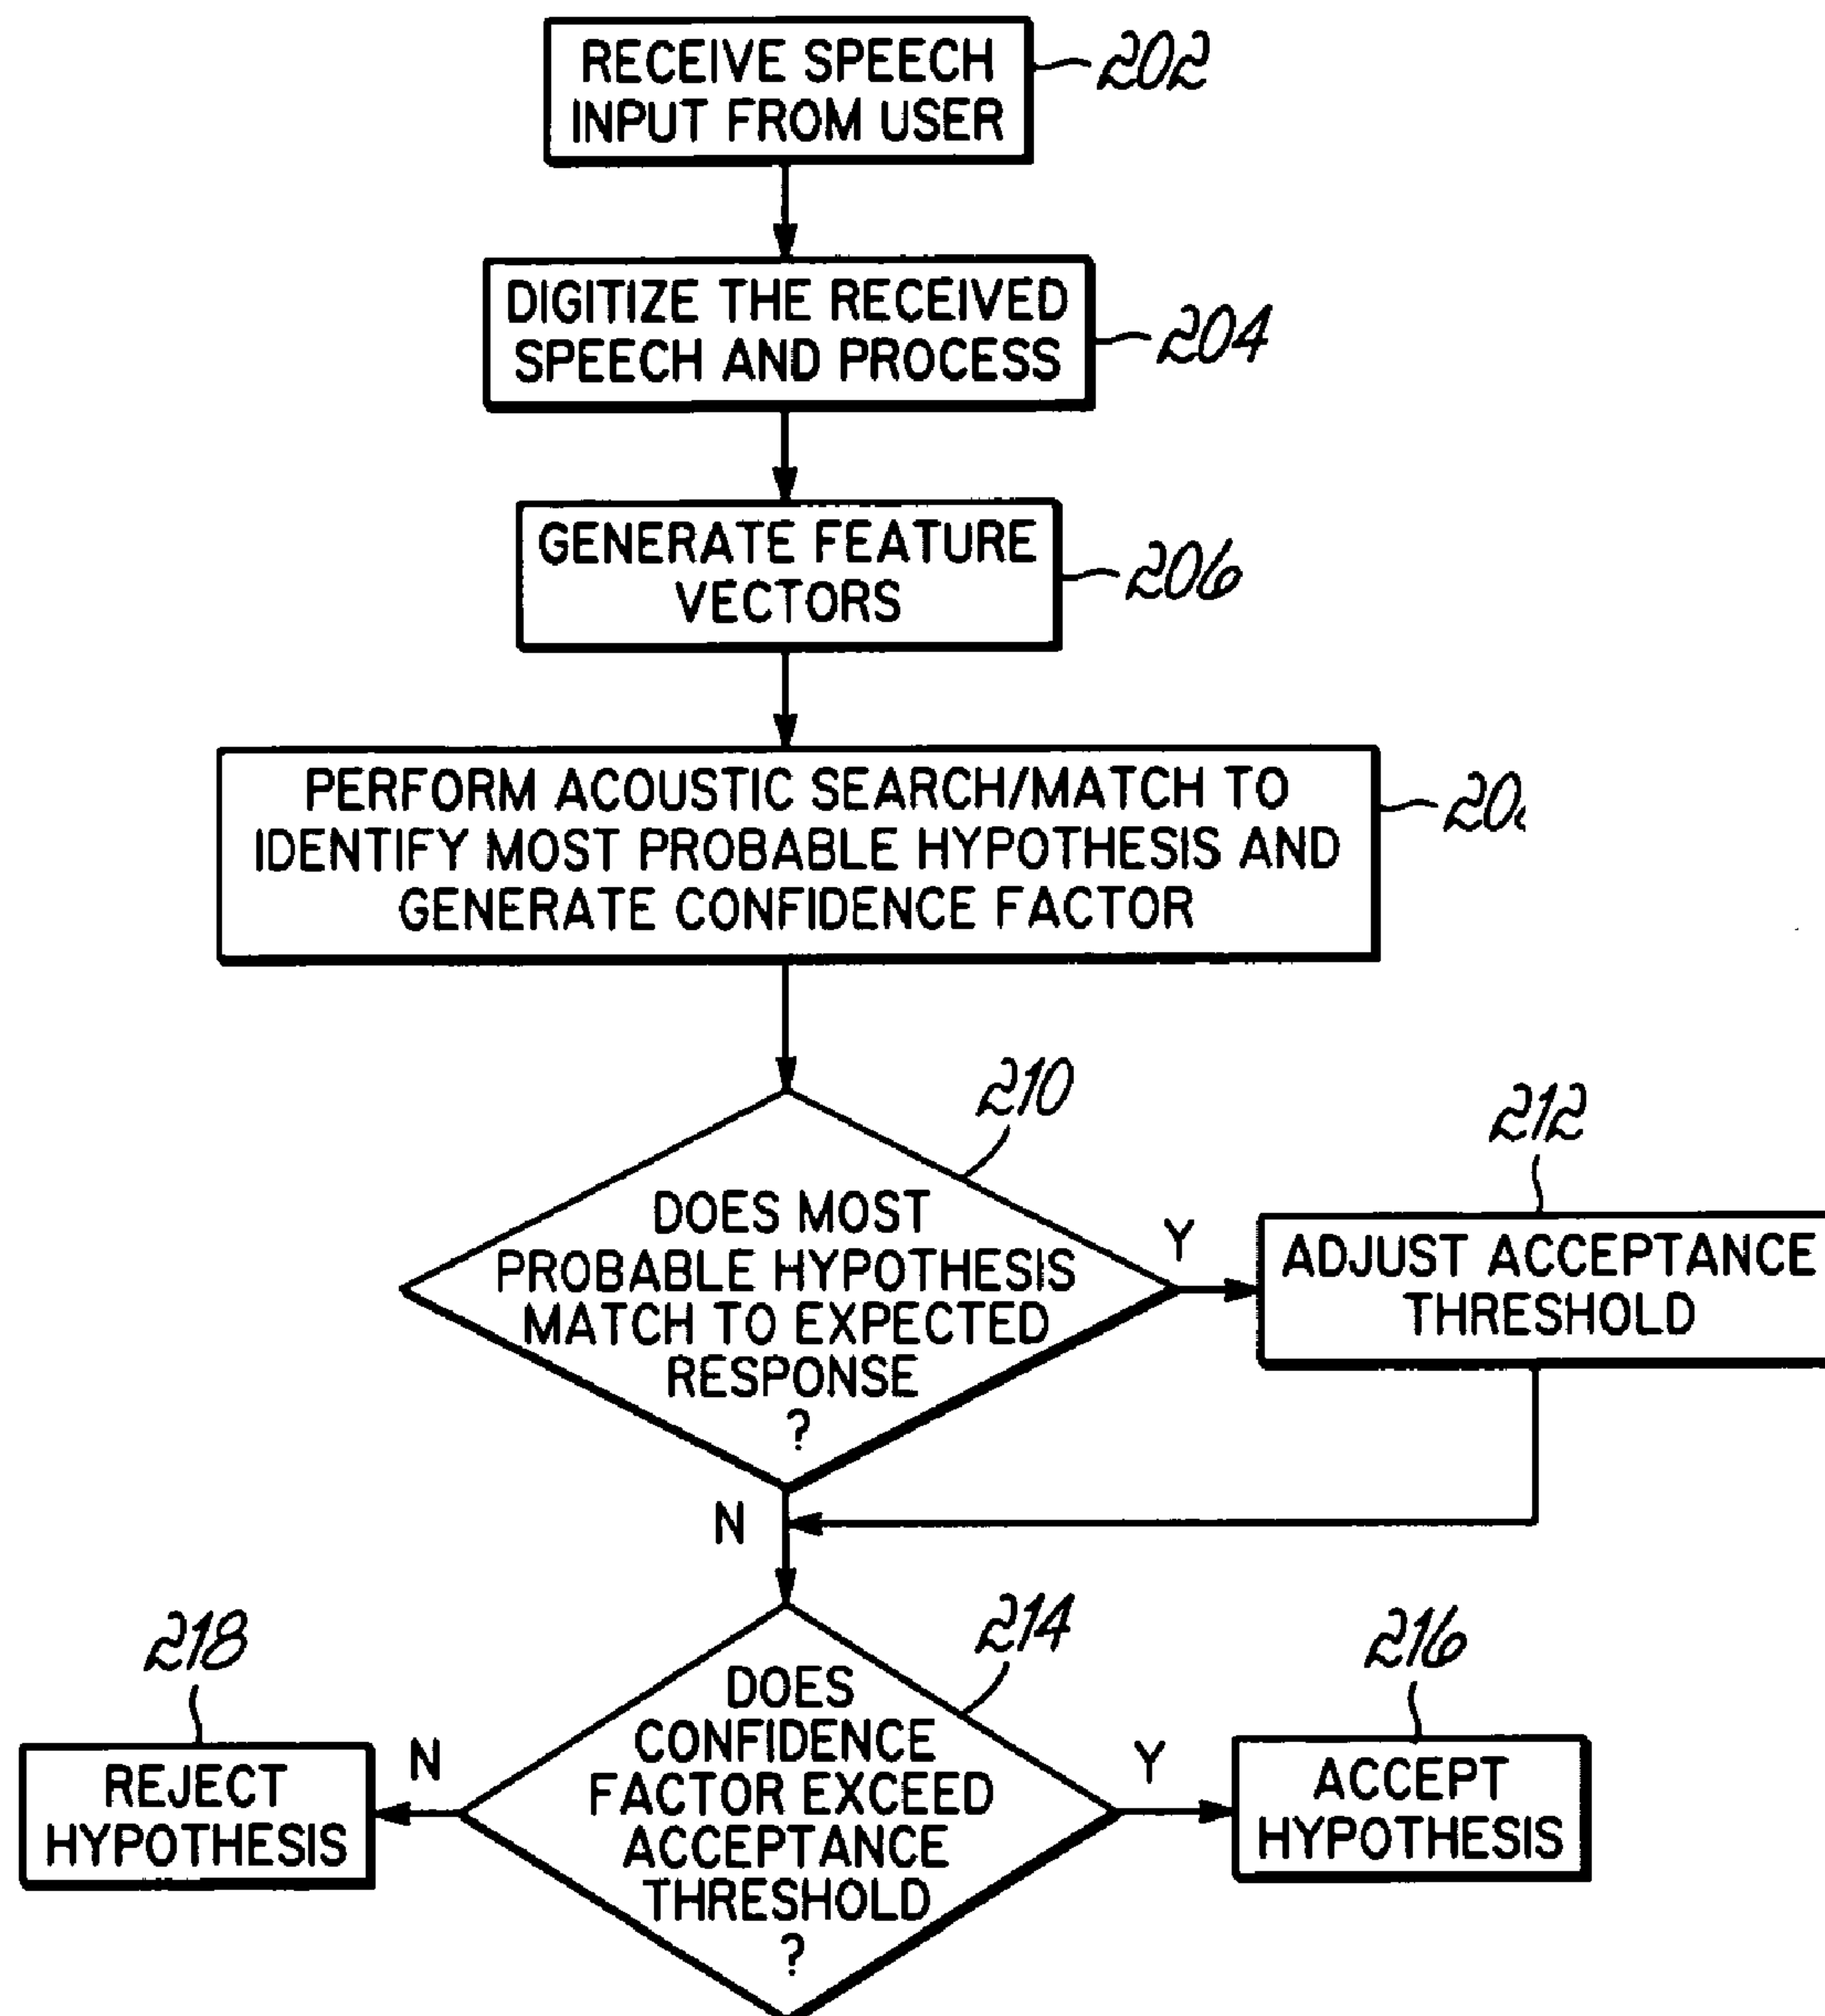 RECEIVE SPEECH
INPUT FROM USER
202
DIGITIZE THE RECEIVED
SPEECH AND PROCESS
204
GENERATE FEATURE
VECTORS
206
PERFORM ACOUSTIC SEARCH/MATCH TO
IDENTIFY MOST PROBABLE HYPOTHESIS AND
GENERATE CONFIDENCE FACTOR
210
DOES MOST
PROBABLE HYPOTHESIS
MATCH TO EXPECTED
RESPONSE
?
Y
212
ADJUST ACCEPTANCE
THRESHOLD
N
214
DOES
CONFIDENCE
FACTOR EXCEED
ACCEPTANCE
THRESHOLD
?
N
218
REJECT
HYPOTHESIS
Y
216
ACCEPT
HYPOTHESIS